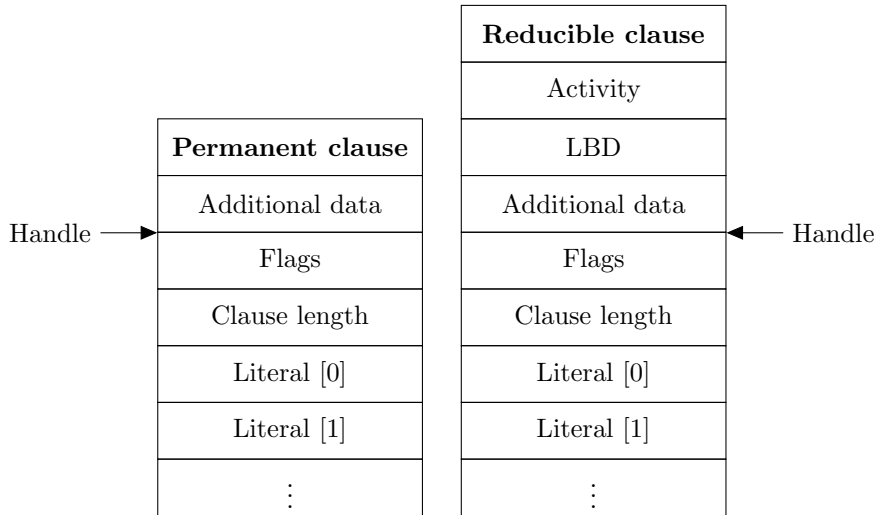 Reducible clause
Activity
Permanent clause
LBD
Additional data
Additional data
Handle
Handle
Flags
Flags
Clause length
Clause length
Literal [0]
Literal [0]
Literal [1]
Literal [1]
⋮
⋮